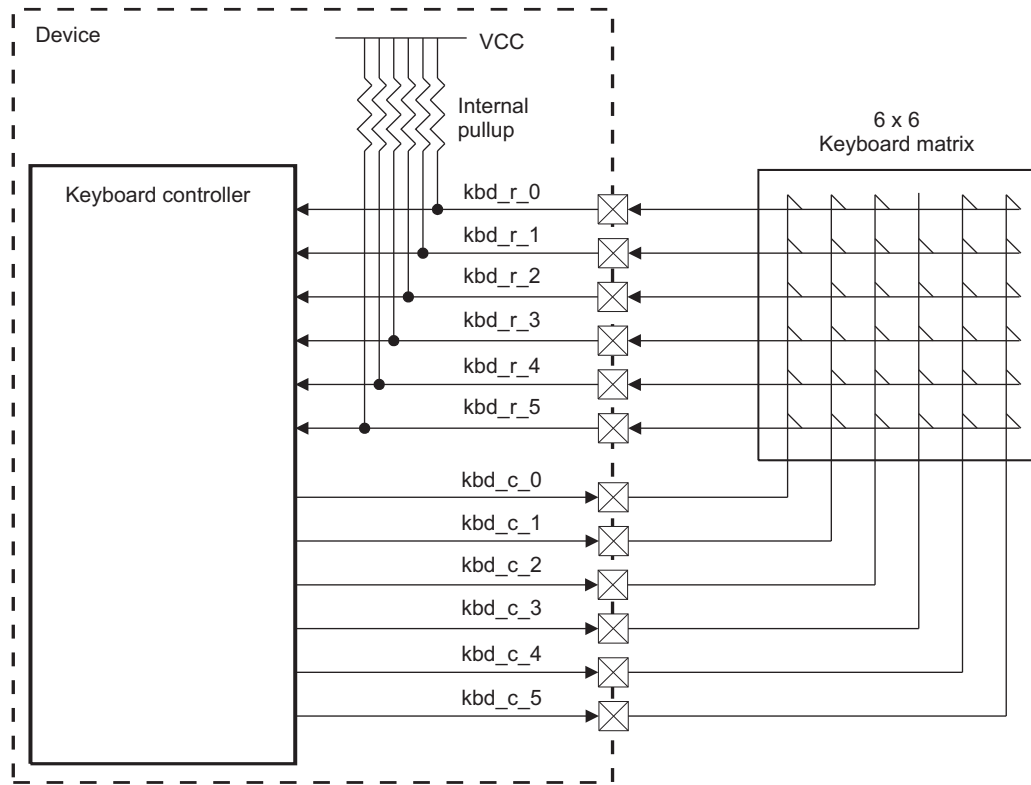 Device
VCC
Internal
pullup
6 x 6
Keyboard matrix
Keyboard controller
kbd_r_0
kbd_r_1
kbd_r_2
kbd_r_3
kbd_r_4
kbd_r_5
kbd_c_0
kbd_c_1
kbd_c_2
kbd_c_3
kbd_c_4
kbd_c_5